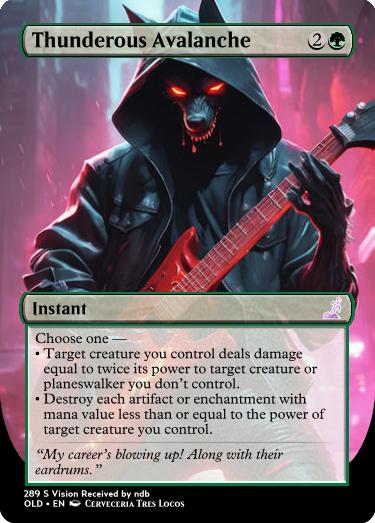 Thunderous Avalanche 2
Instant
Choose one —
• Target creature you control deals damage
equal to twice its power to target creature or
planeswalker you don't control.
• Destroy each artifact or enchantment with
mana value less than or equal to the power of
target creature you control.
“My career's blowing up! Along with their
eardrums.”
289 S Vision Received by ndb
OLD • EN Cerveceria Tres Locos